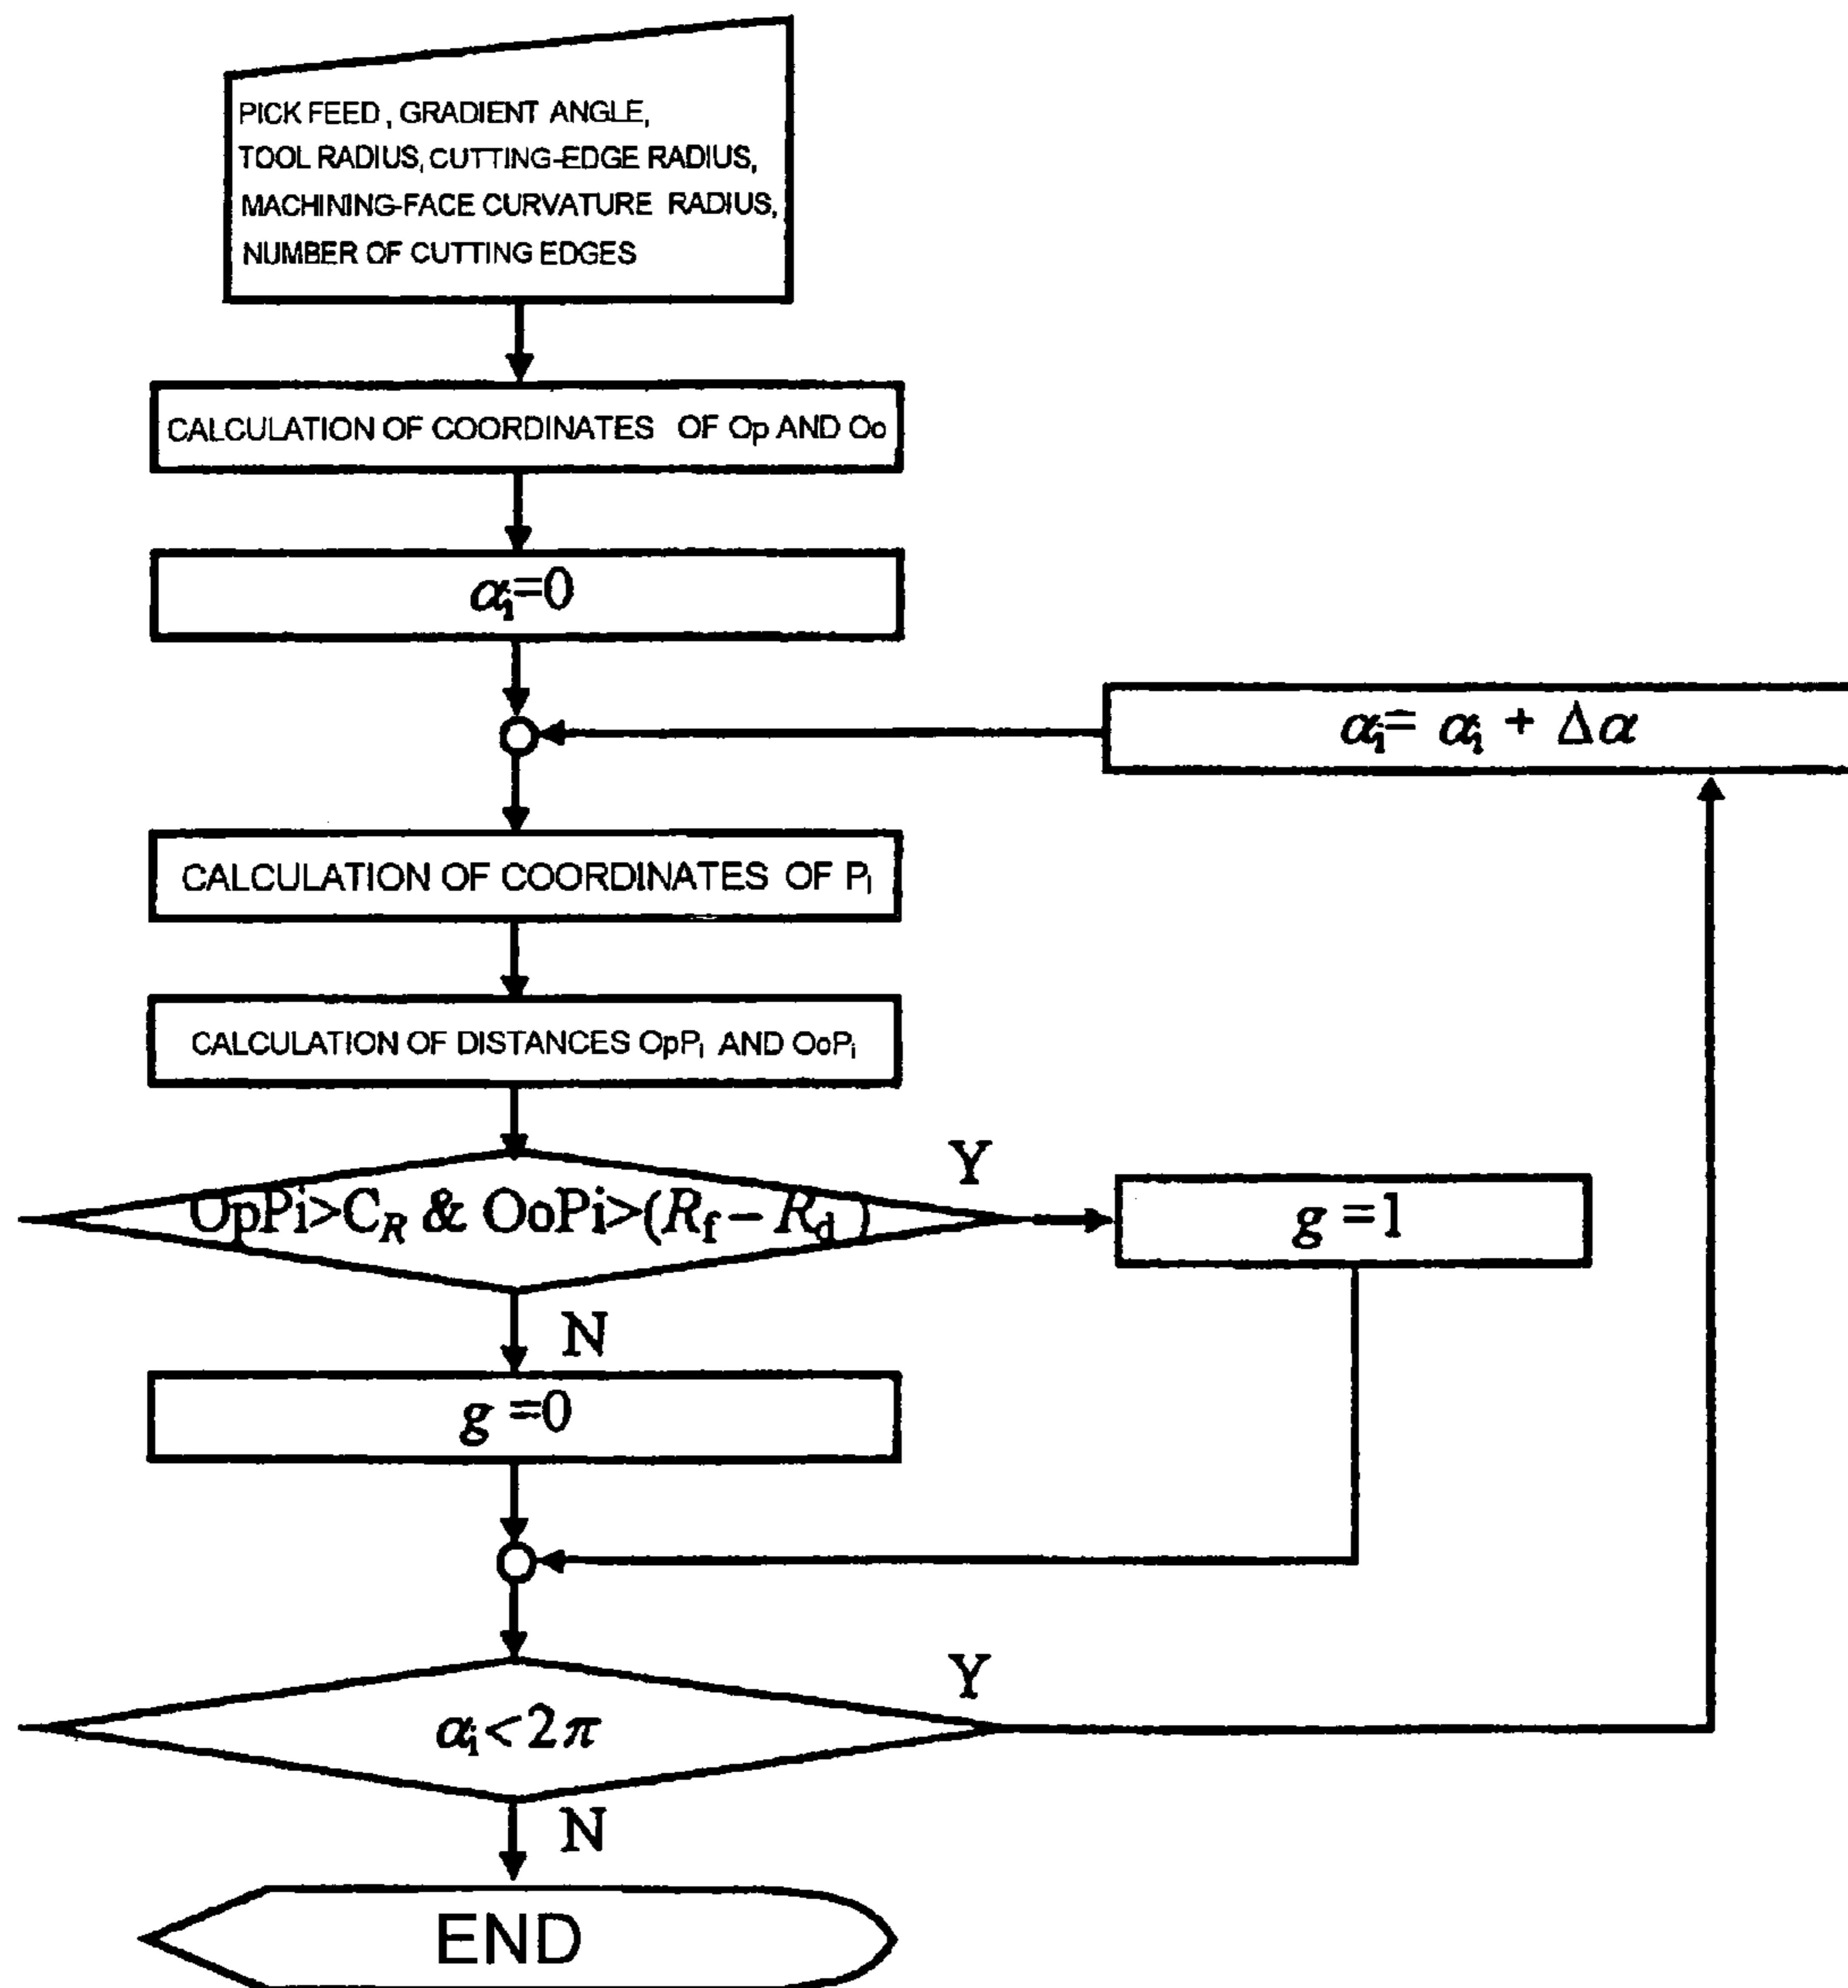 PICK FEED, GRADIENT ANGLE,
TOOL RADIUS, CUTTING-EDGE RADIUS,
MACHINING-FACE CURVATURE RADIUS,
NUMBER OF CUTTING EDGES
CALCULATION OF COORDINATES OF Op AND Oo
αi=0
αi= αi + Δα
CALCULATION OF COORDINATES OF Pi
CALCULATION OF DISTANCES OpPi AND OoPi
Y
OpPi>CR & OoPi>(Rf−Rd)
g =1
N
g =0
Y
αi<2π
N
END